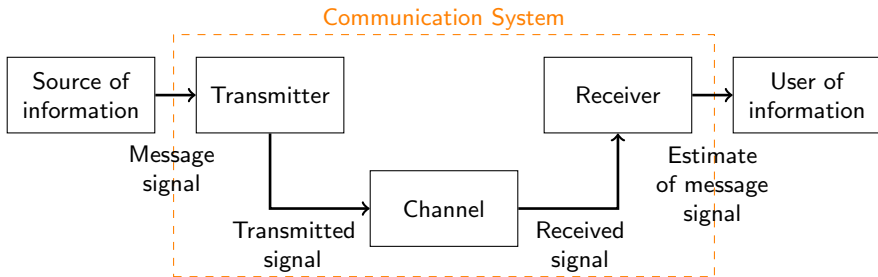 Communication System
Source of
information
Transmitter
Receiver
User of
information
Message
signal
Estimate
of message
signal
Channel
Transmitted
signal
Received
signal